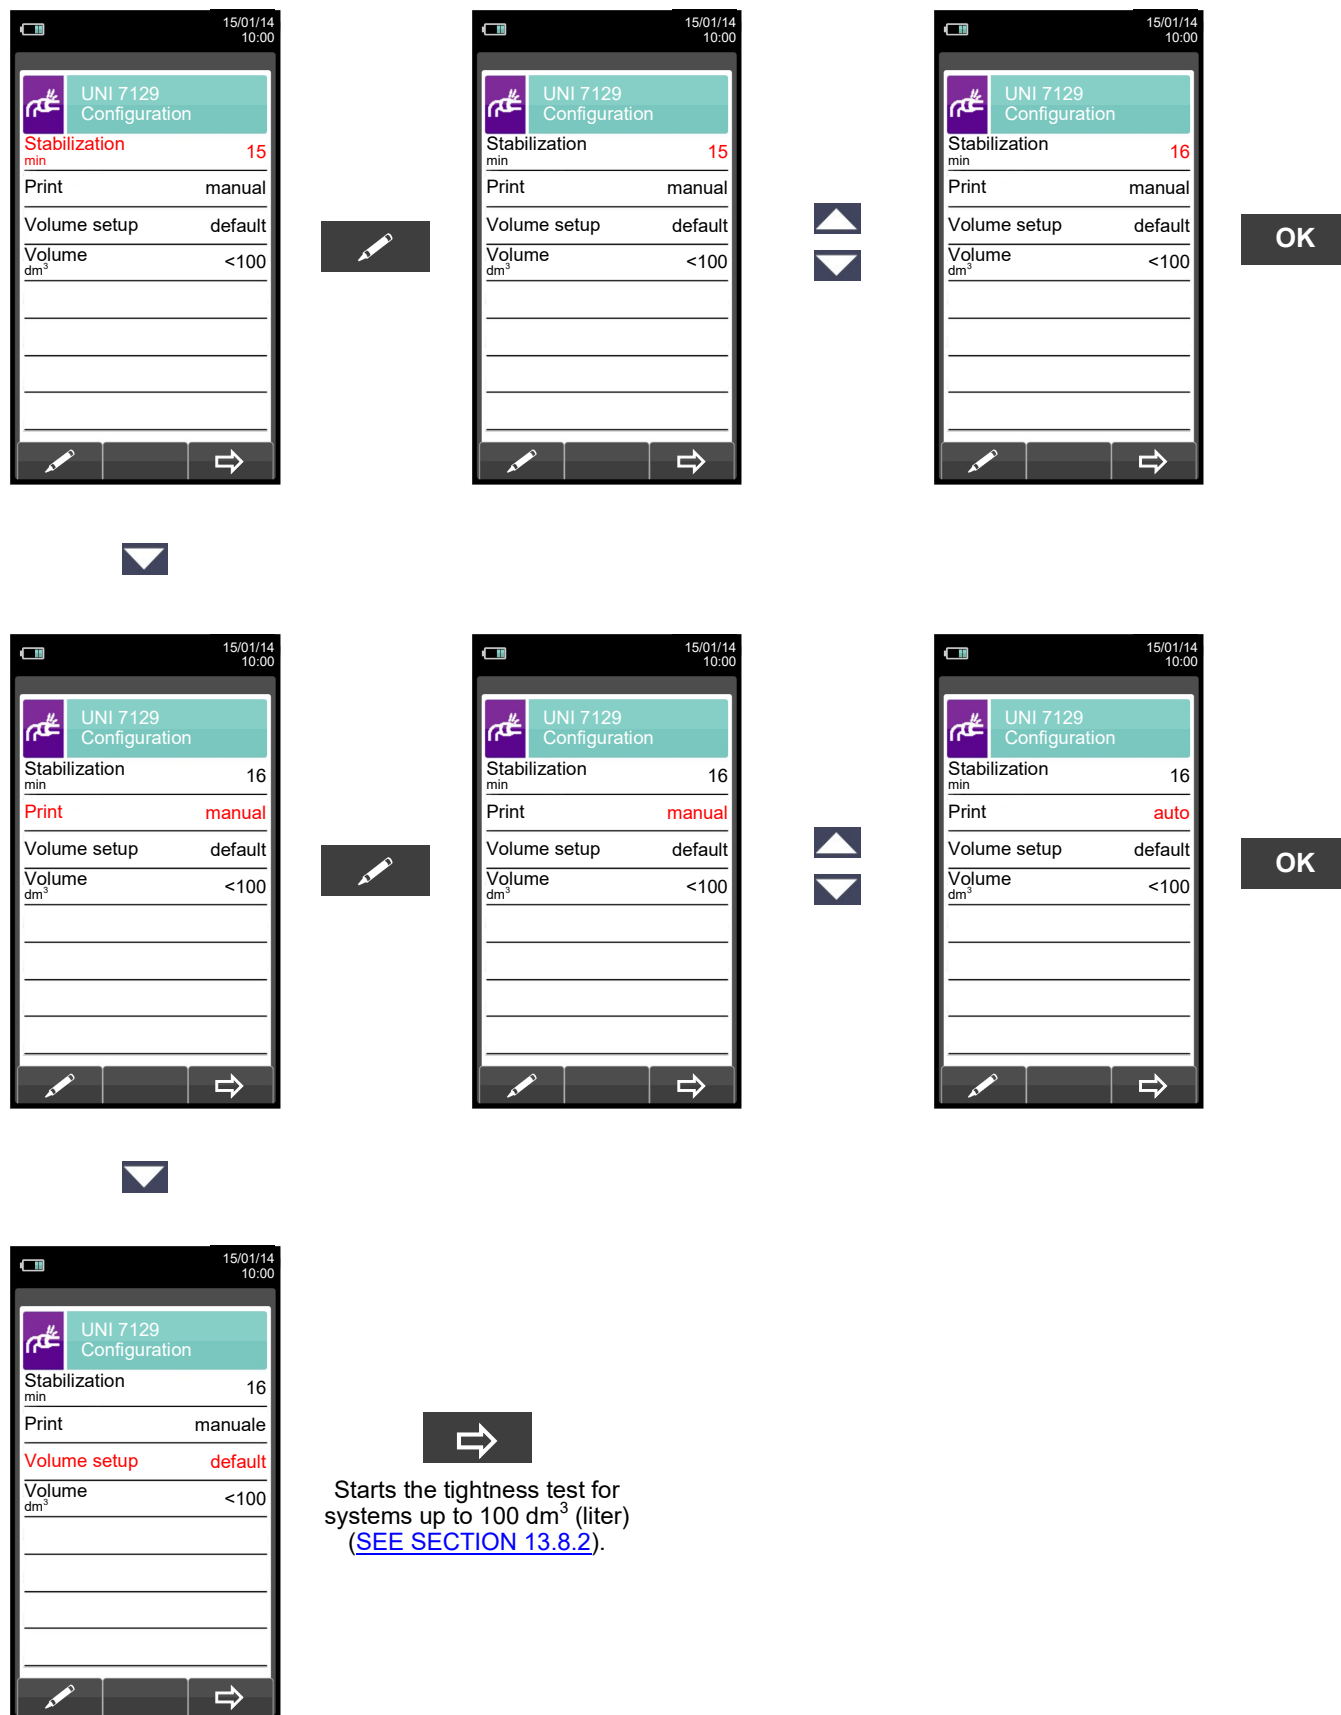 15/01/14
10:00
UNI 7129
Configuration
Stabilization
min
15
Print
manual
Volume setup
default
Volume
dm³
<100
15/01/14
10:00
UNI 7129
Configuration
Stabilization
min
15
Print
manual
Volume setup
default
Volume
dm³
<100
15/01/14
10:00
UNI 7129
Configuration
Stabilization
min
16
Print
manual
Volume setup
default
Volume
dm³
<100
OK
15/01/14
10:00
UNI 7129
Configuration
Stabilization
min
16
Print
manual
Volume setup
default
Volume
dm³
<100
15/01/14
10:00
UNI 7129
Configuration
Stabilization
min
16
Print
manual
Volume setup
default
Volume
dm³
<100
15/01/14
10:00
UNI 7129
Configuration
Stabilization
min
16
Print
auto
Volume setup
default
Volume
dm³
<100
OK
15/01/14
10:00
UNI 7129
Configuration
Stabilization
min
16
Print
manuale
Volume setup
default
Volume
dm³
<100
Starts the tightness test for
systems up to 100 dm³ (liter)
(SEE SECTION 13.8.2).